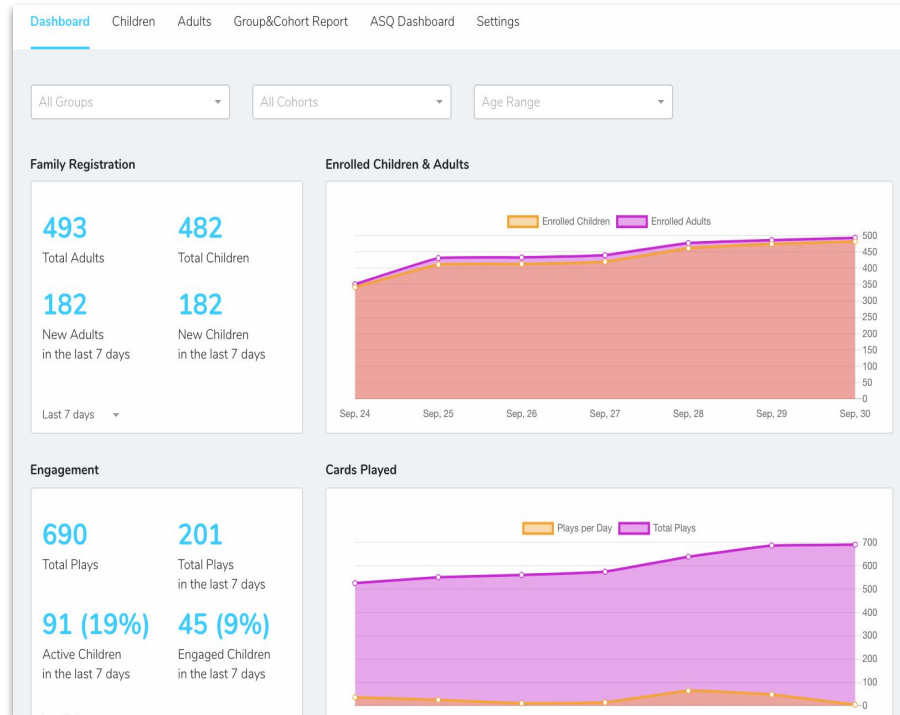 Dashboard Children Adults Group&Cohort Report ASQ Dashboard Settings
All Groups All Cohorts Age Range
Family Registration
493 482
Total Adults Total Children
182 182
New Adults New Children
in the last 7 days in the last 7 days
Last 7 days
Enrolled Children & Adults
Enrolled Children Enrolled Adults
500
450
400
350
300
250
200
150
100
50
0
Sep, 24 Sep, 25 Sep, 26 Sep, 27 Sep, 28 Sep, 29 Sep, 30
Engagement
690 201
Total Plays Total Plays
in the last 7 days
91 (19%) 45 (9%)
Active Children Engaged Children
in the last 7 days in the last 7 days
Cards Played
Plays per Day Total Plays
700
600
500
400
300
200
100
0